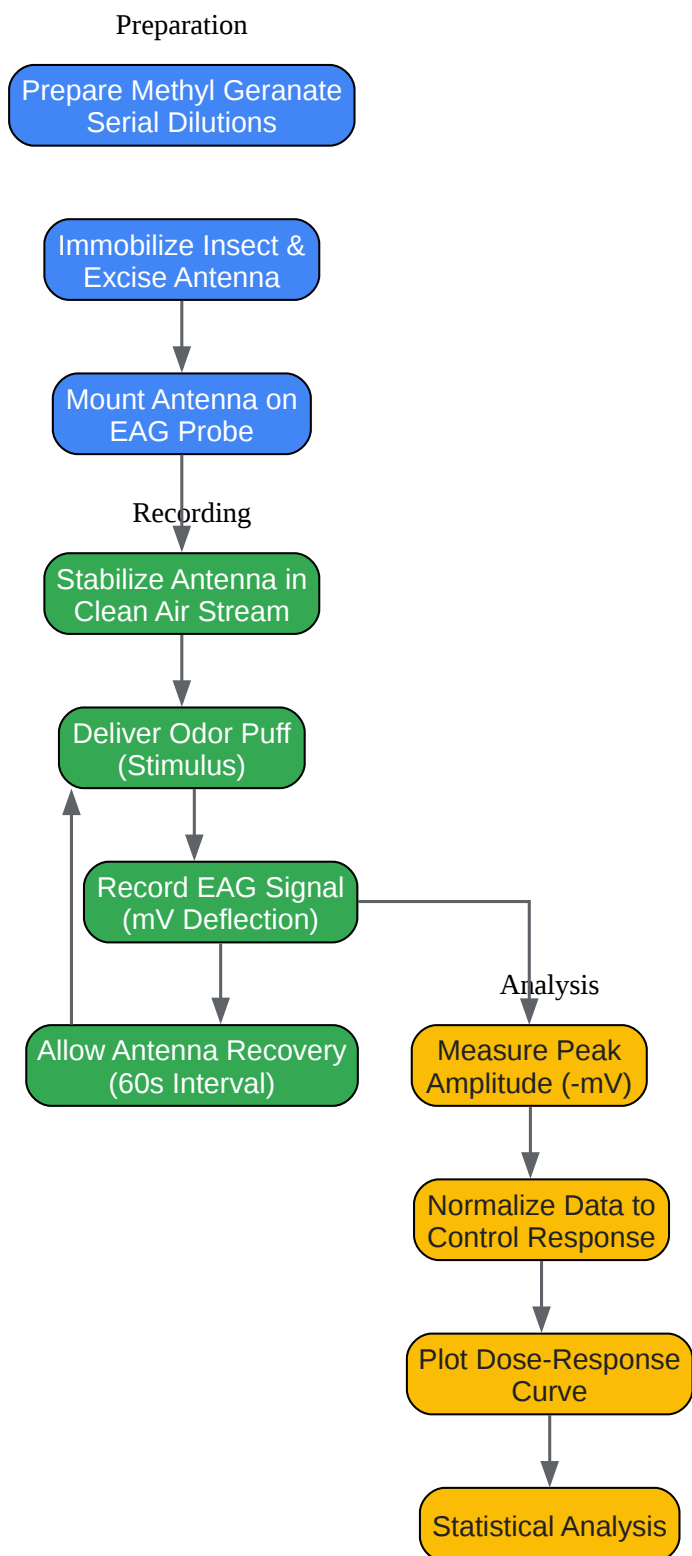 Preparation
Prepare Methyl Geranate
Serial Dilutions
Immobilize Insect &
Excise Antenna
Mount Antenna on
EAG Probe
Recording
Stabilize Antenna in
Clean Air Stream
Deliver Odor Puff
(Stimulus)
Record EAG Signal
(mV Deflection)
Allow Antenna Recovery
(60s Interval)
Analysis
Measure Peak
Amplitude (-mV)
Normalize Data to
Control Response
Plot Dose-Response
Curve
Statistical Analysis